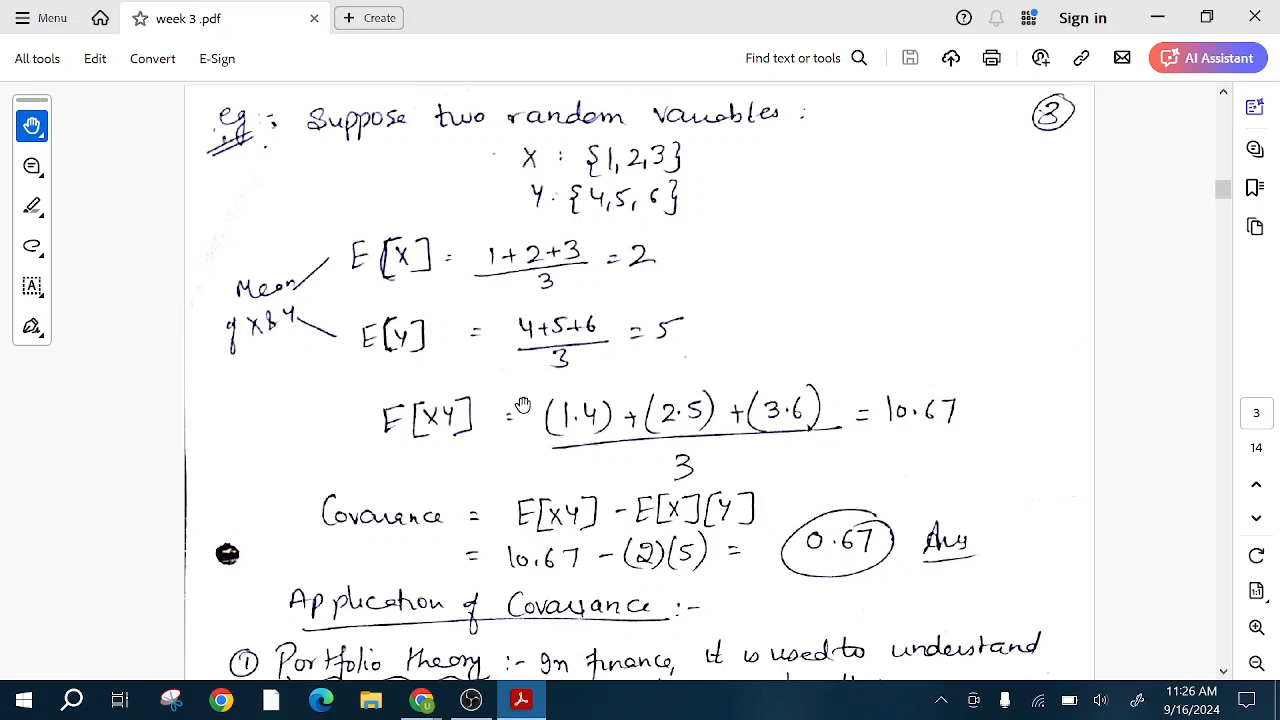 Menu
week 3 .pdf
Create
Sign in
All tools
Edit
Convert
E-Sign
Find text or tools
AI Assistant
eg :- Suppose two random variables :
3
X : {1, 2, 3}
Y : {4, 5, 6}
E[X] = 1+2+3 / 3 = 2
Mean of X & Y
E[Y] = 4+5+6 / 3 = 5
E[XY] = (1.4) + (2.5) + (3.6) / 3 = 10.67
Covariance = E[XY] - E[X][Y]
= 10.67 - (2)(5) = 0.67 Ans
Application of Covariance :-
① Portfolio theory :- In finance, it is used to understand
3
14
11:26 AM
9/16/2024